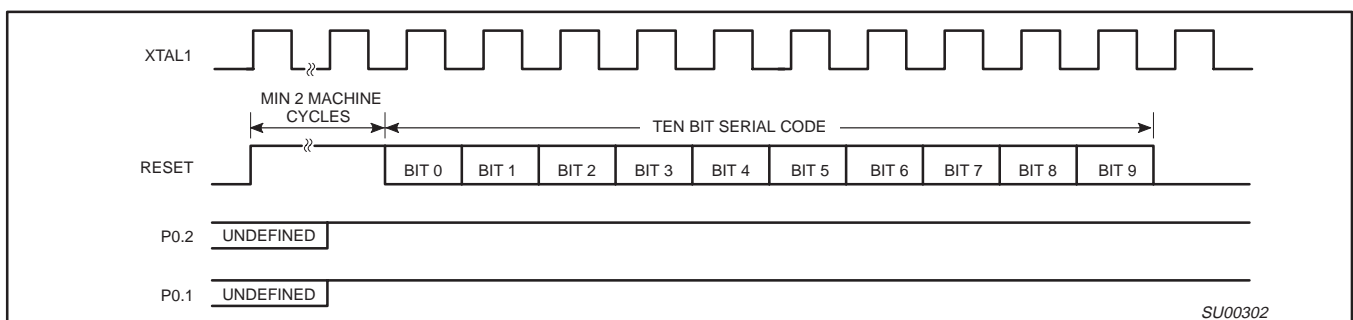 XTAL1
MIN 2 MACHINE
CYCLES
TEN BIT SERIAL CODE
RESET
BIT 0 BIT 1 BIT 2 BIT 3 BIT 4 BIT 5 BIT 6 BIT 7 BIT 8 BIT 9
P0.2 UNDEFINED
P0.1 UNDEFINED
SU00302